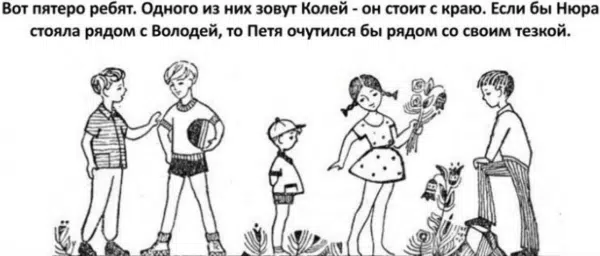 Вот пятеро ребят. Одного из них зовут Колей - он стоит с краю. Если бы Нюра
стояла рядом с Володей, то Петя очутился бы рядом со своим тезкой.